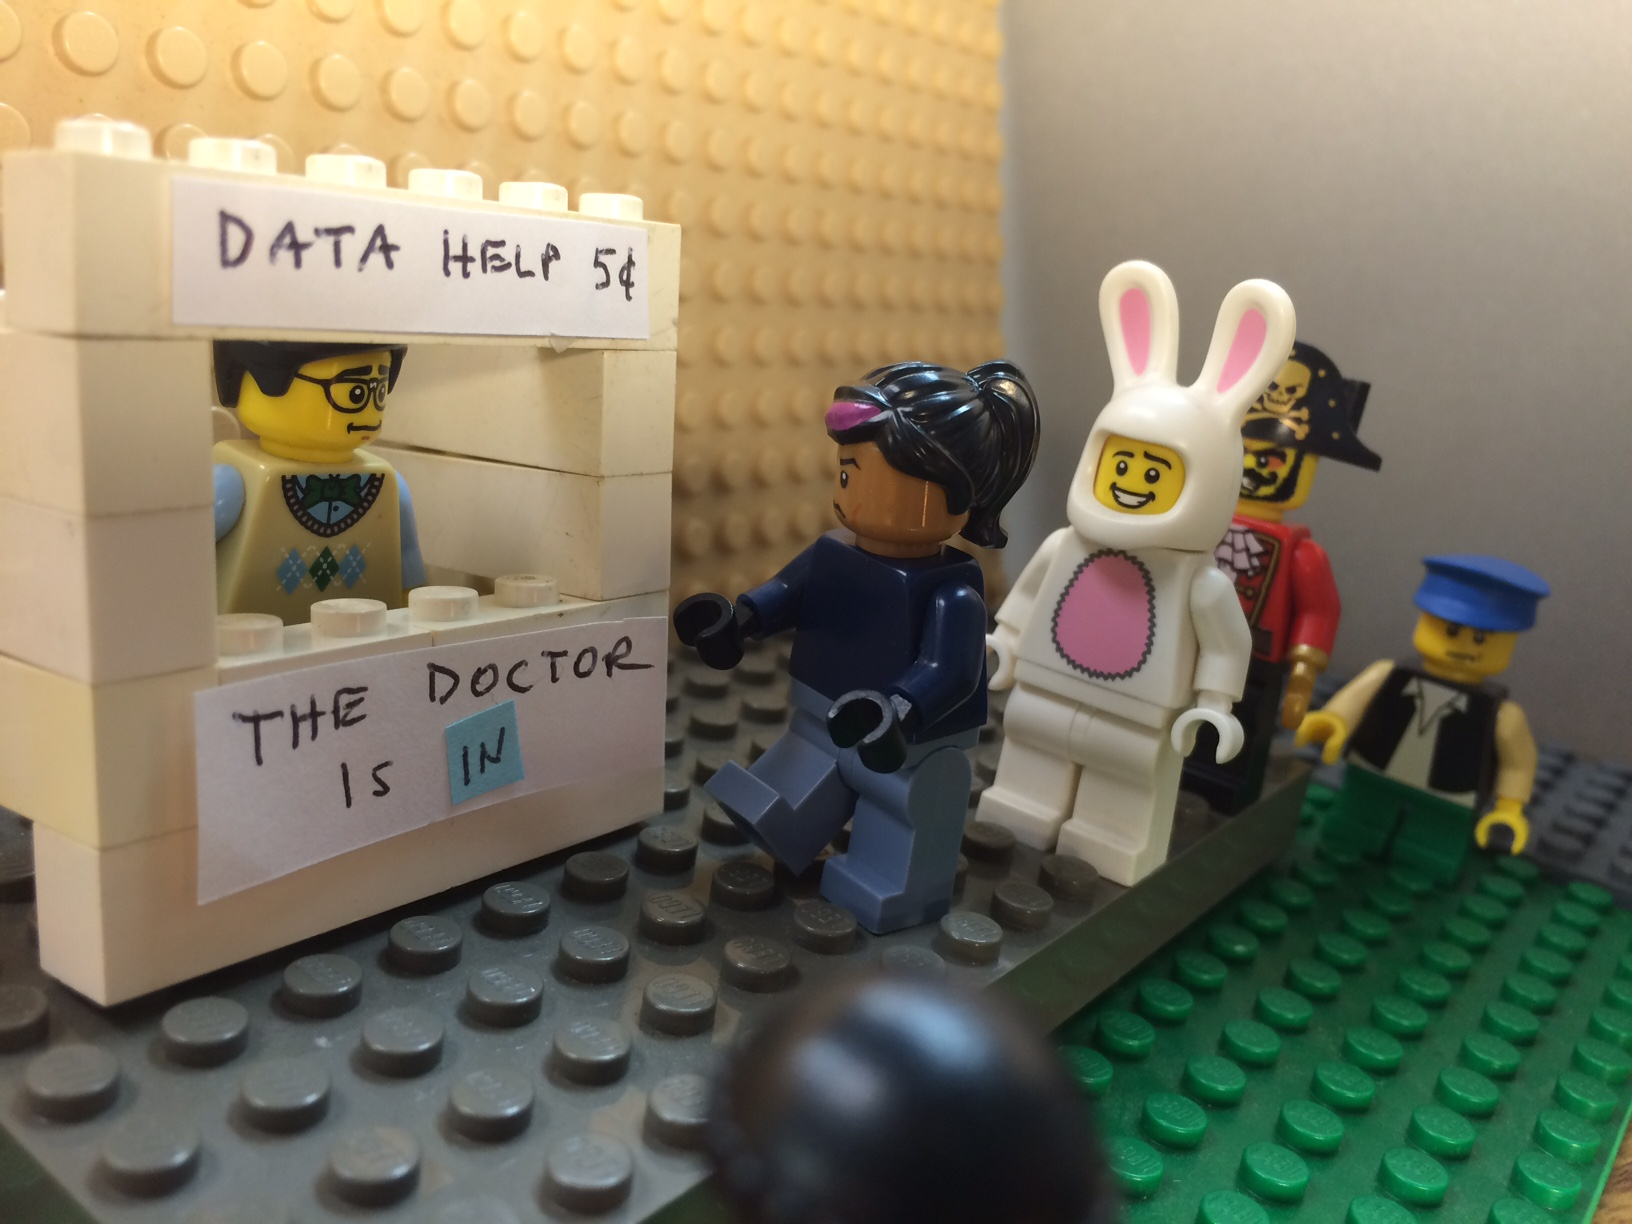 DATA HELP 5¢
THE DOCTOR
IS IN